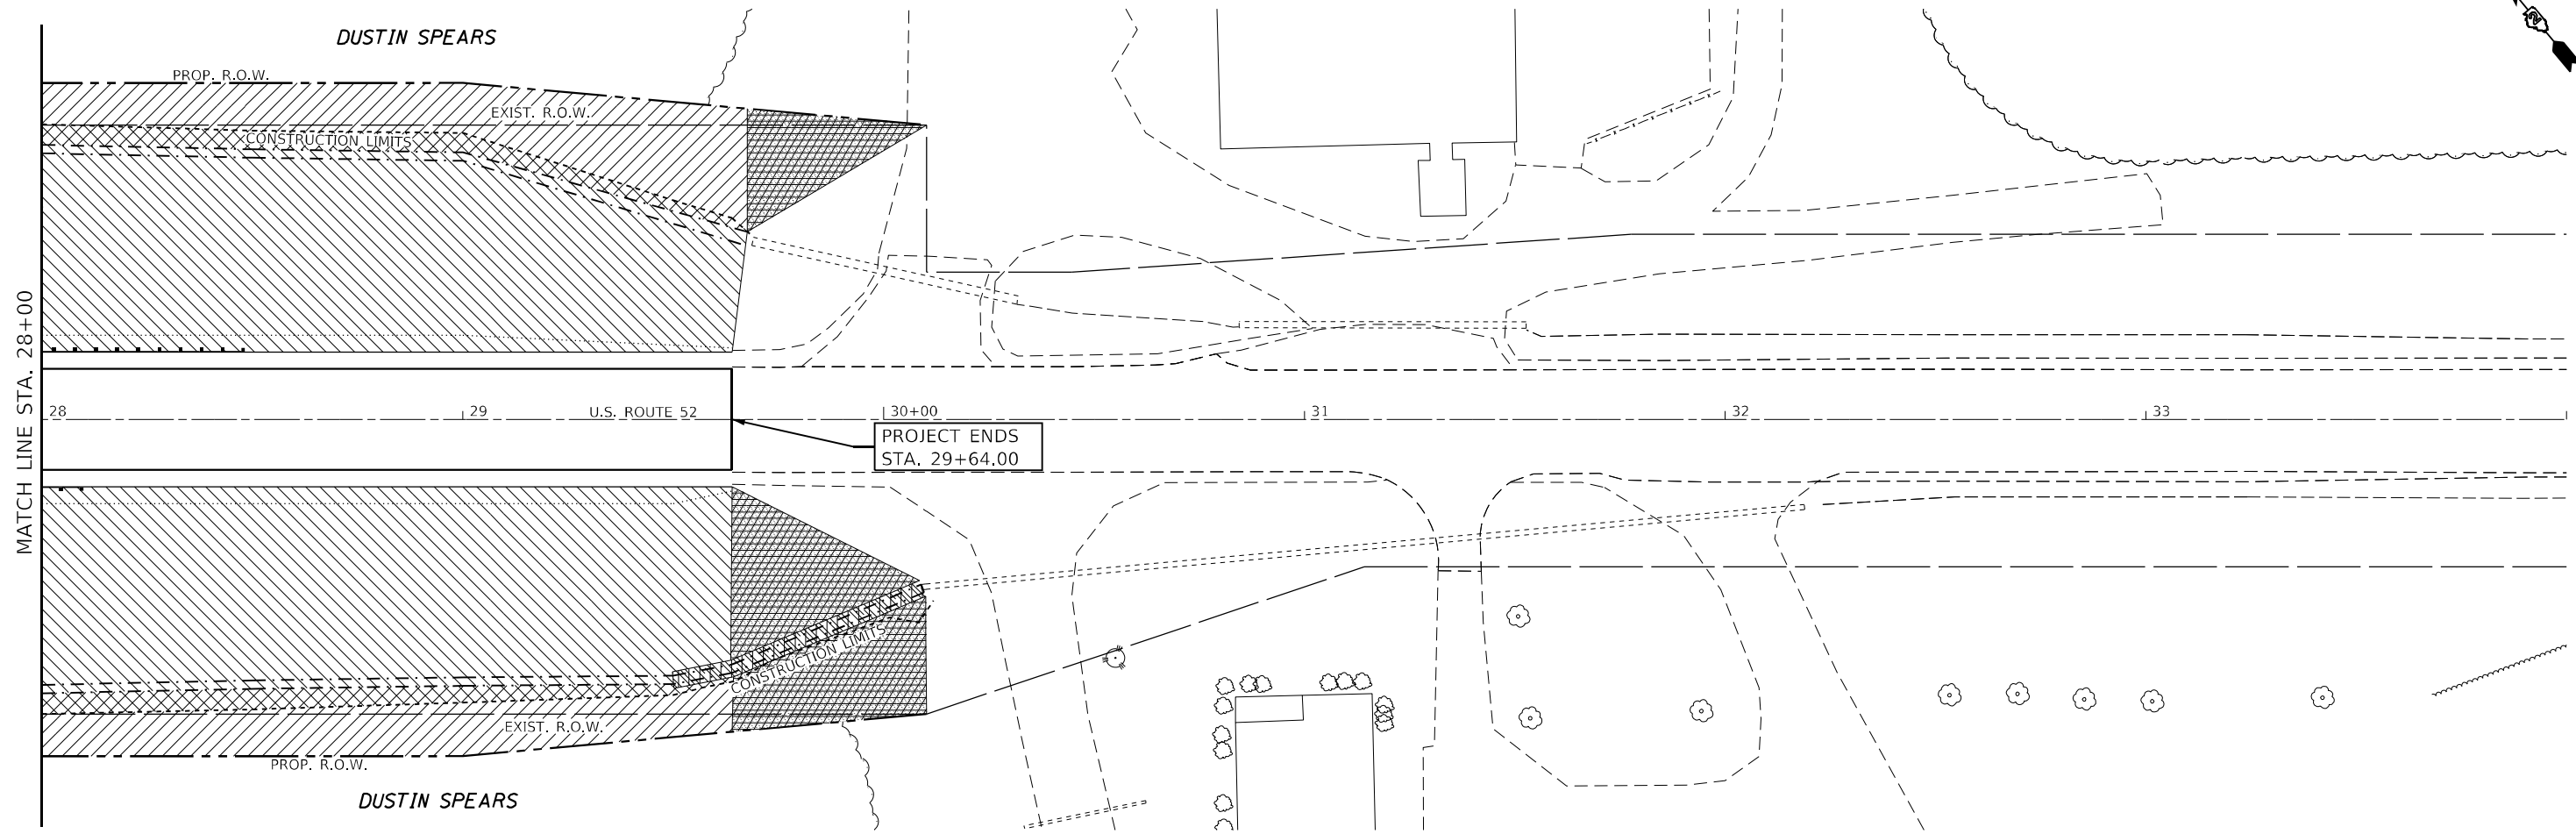 DUSTIN SPEARS
PROP. R.O.W.
EXIST. R.O.W.
CONSTRUCTION LIMITS
MATCH LINE STA. 28+00
28
29
U.S. ROUTE 52
30+00
31
32
33
PROJECT ENDS
STA. 29+64.00
CONSTRUCTION LIMITS
EXIST. R.O.W.
PROP. R.O.W.
DUSTIN SPEARS